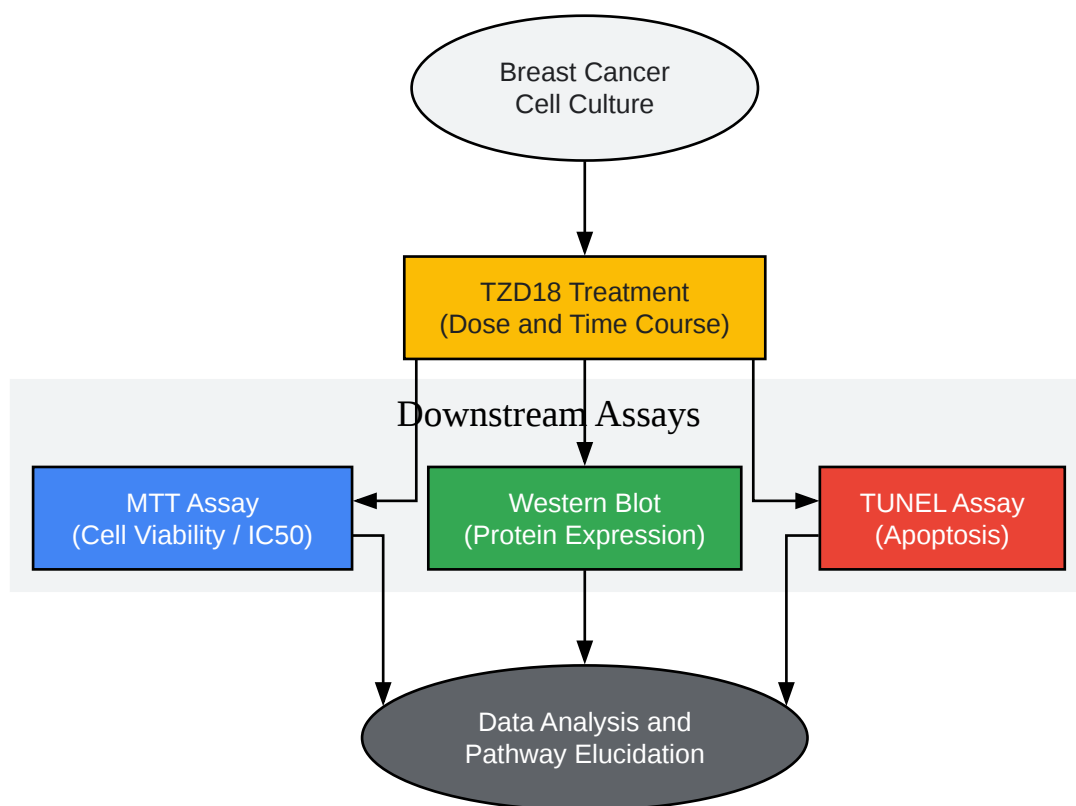 Breast Cancer
Cell Culture
TZD18 Treatment
(Dose and Time Course)
Downstream Assays
MTT Assay
(Cell Viability / IC50)
Western Blot
(Protein Expression)
TUNEL Assay
(Apoptosis)
Data Analysis and
Pathway Elucidation